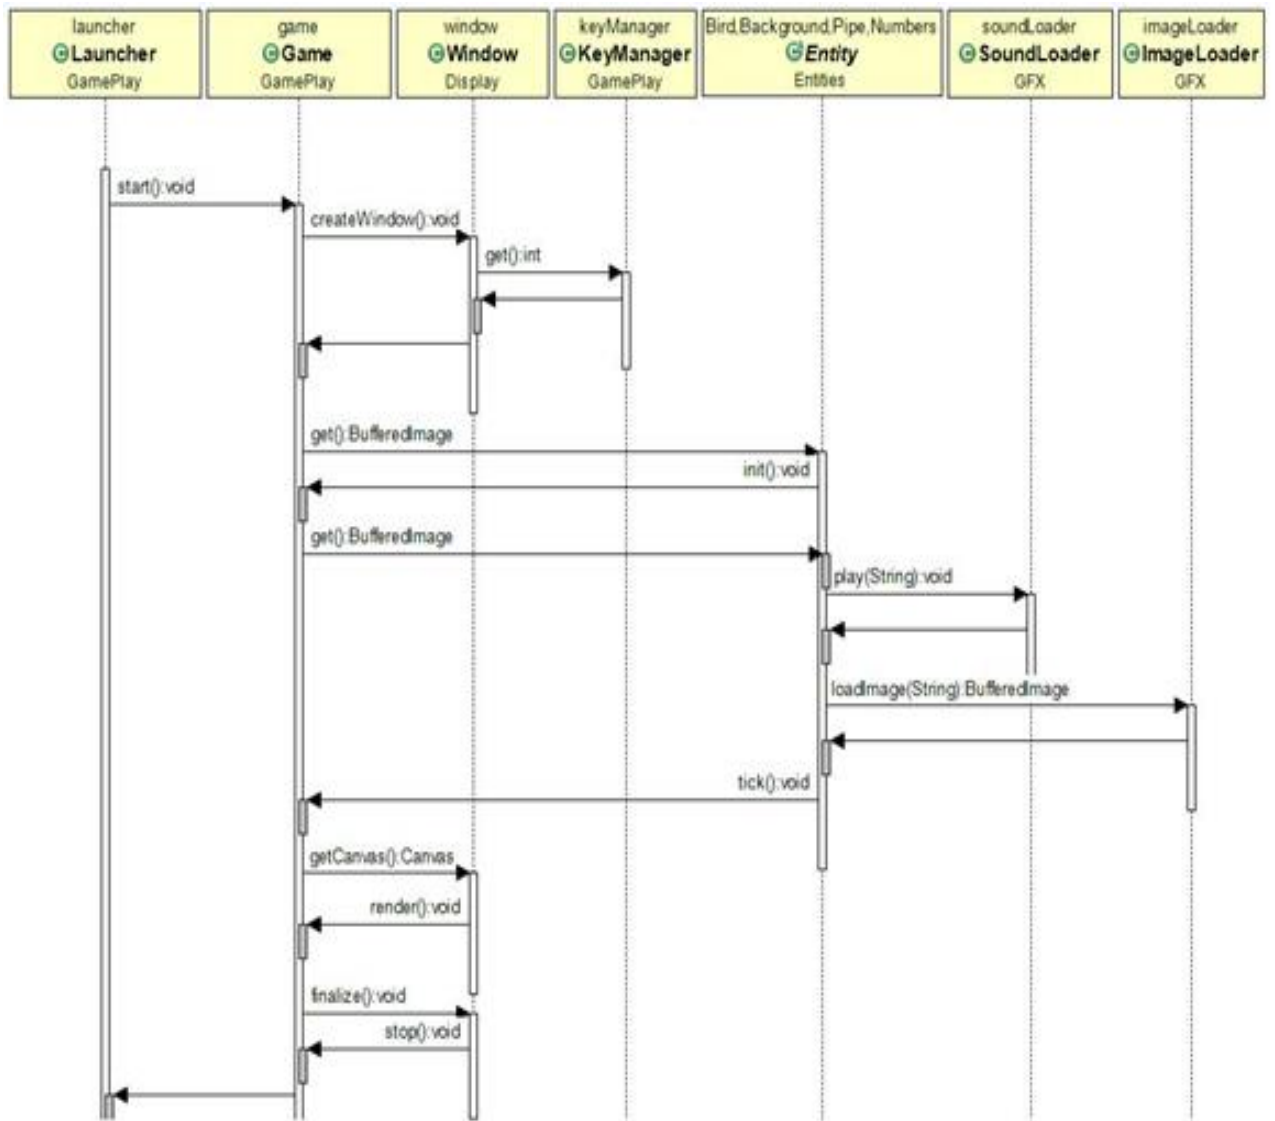 launcher
Launcher
GamePlay
game
Game
GamePlay
window
Window
Display
keyManager
KeyManager
GamePlay
Bird,Background,Pipe,Numbers
Entity
Entities
soundLoader
SoundLoader
GFX
imageLoader
ImageLoader
GFX
start():void
createWindow():void
get():int
get():BufferedImage
init():void
get():BufferedImage
play(String):void
loadImage(String):BufferedImage
tick():void
getCanvas():Canvas
render():void
finalize():void
stop():void